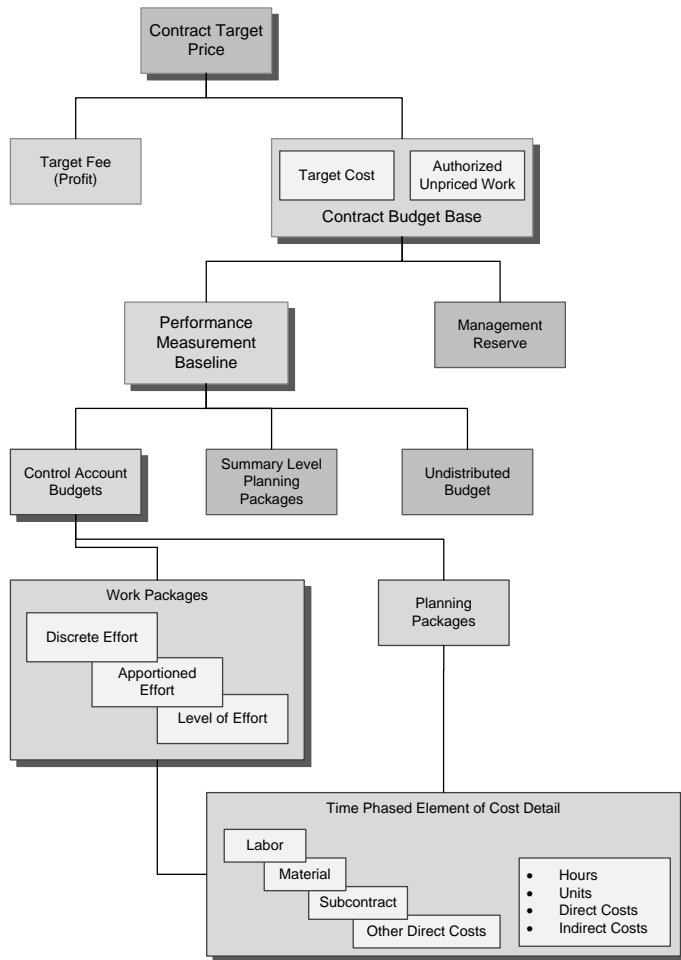 Contract Target
Price
Target Fee
(Profit)
Target Cost
Authorized
Unpriced Work
Contract Budget Base
Performance
Measurement
Baseline
Management
Reserve
Control Account
Budgets
Summary Level
Planning
Packages
Undistributed
Budget
Work Packages
Discrete Effort
Apportioned
Effort
Level of Effort
Planning
Packages
Time Phased Element of Cost Detail
Labor
Material
Subcontract
Other Direct Costs
• Hours
• Units
• Direct Costs
• Indirect Costs